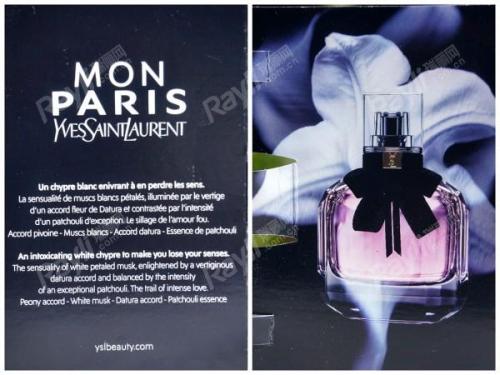 MON
PARIS
YVESSAINTLAURENT
Un chypre blanc enivrant à en perdre les sens.
La sensualité de muscs blancs pétalés, illuminée par le vertige
d'un accord fleur de Datura et contrastée par l'intensité
d'un patchouli d'exception. Le sillage de l'amour fou.
Accord pivoine - Muscs blancs - Accord datura - Essence de patchouli
An intoxicating white chypre to make you lose your senses.
The sensuality of white petaled musk, enlightened by a vertiginous
datura accord and balanced by the intensity
of an exceptional patchouli. The trail of intense love.
Peony accord - White musk - Datura accord - Patchouli essence
yslbeauty.com